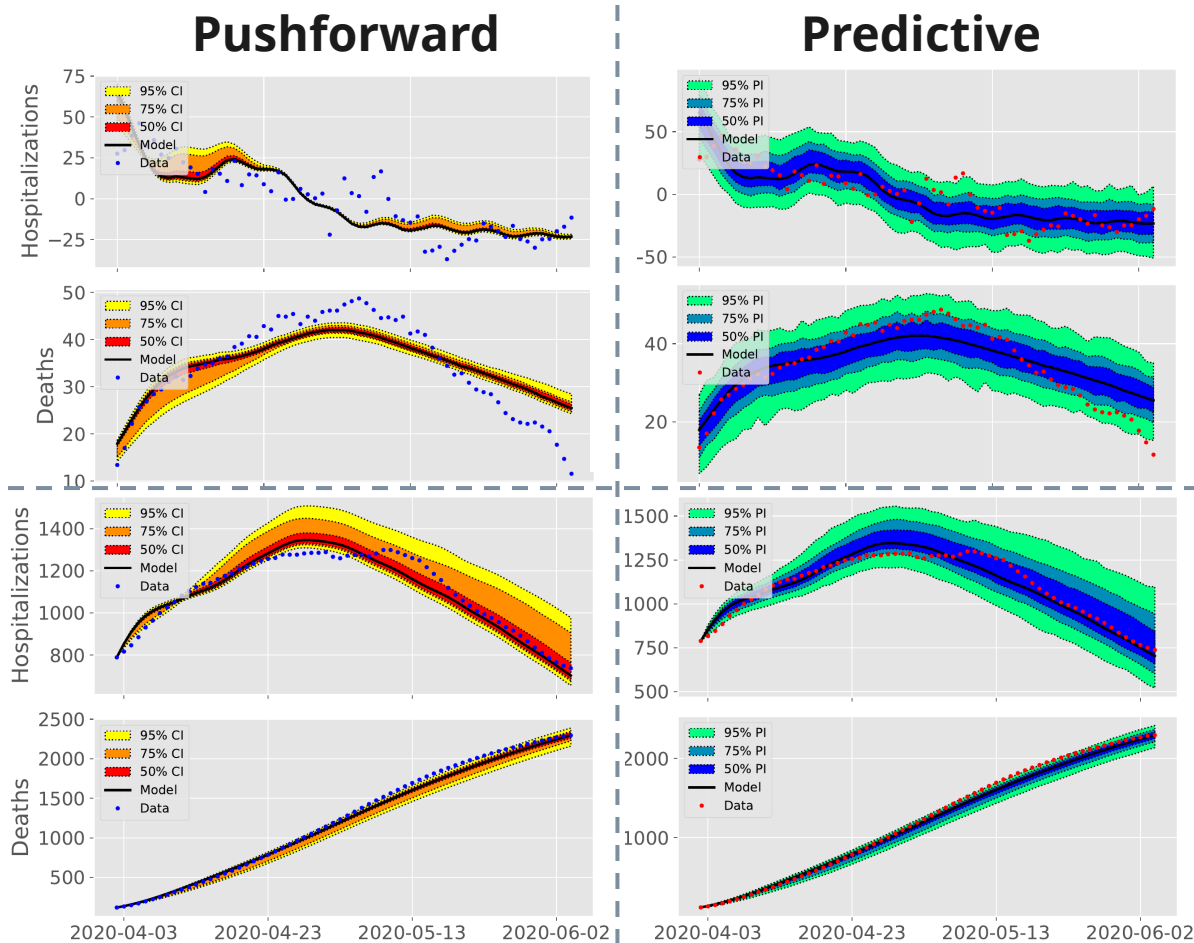 Pushforward
Predictive
Hospitalizations
75
50
25
0
−25
95% CI
75% CI
50% CI
Model
Data
50
0
-50
95% PI
75% PI
50% PI
Model
Data
Deaths
50
40
30
20
10
95% CI
75% CI
50% CI
Model
Data
40
20
95% PI
75% PI
50% PI
Model
Data
Hospitalizations
1400
1200
1000
800
95% CI
75% CI
50% CI
Model
Data
1500
1250
1000
750
500
95% PI
75% PI
50% PI
Model
Data
Deaths
2500
2000
1500
1000
500
95% CI
75% CI
50% CI
Model
Data
2000
1000
95% PI
75% PI
50% PI
Model
Data
2020-04-03 2020-04-23 2020-05-13 2020-06-02
2020-04-03 2020-04-23 2020-05-13 2020-06-02